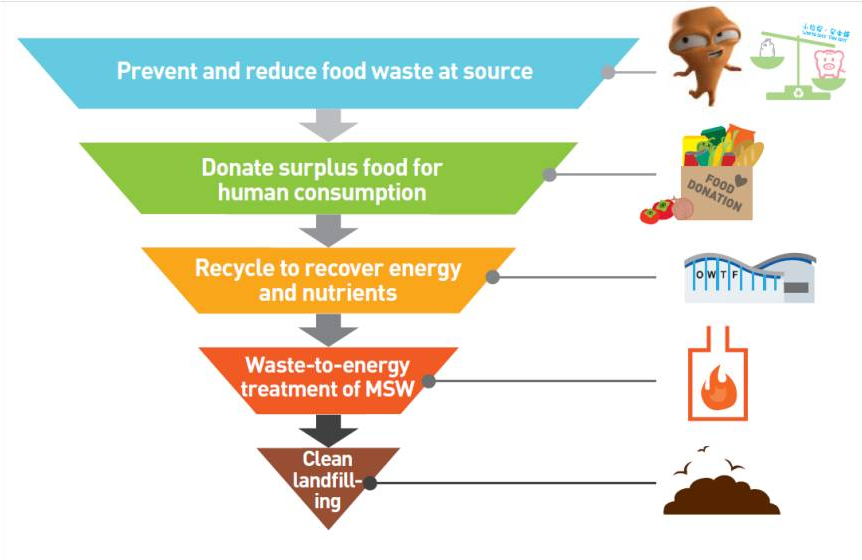 Prevent and reduce food waste at source
Donate surplus food for
human consumption
FOOD
DONATION
Recycle to recover energy
and nutrients
OWTF
Waste-to-energy
treatment of MSW
Clean
landfill-
ing